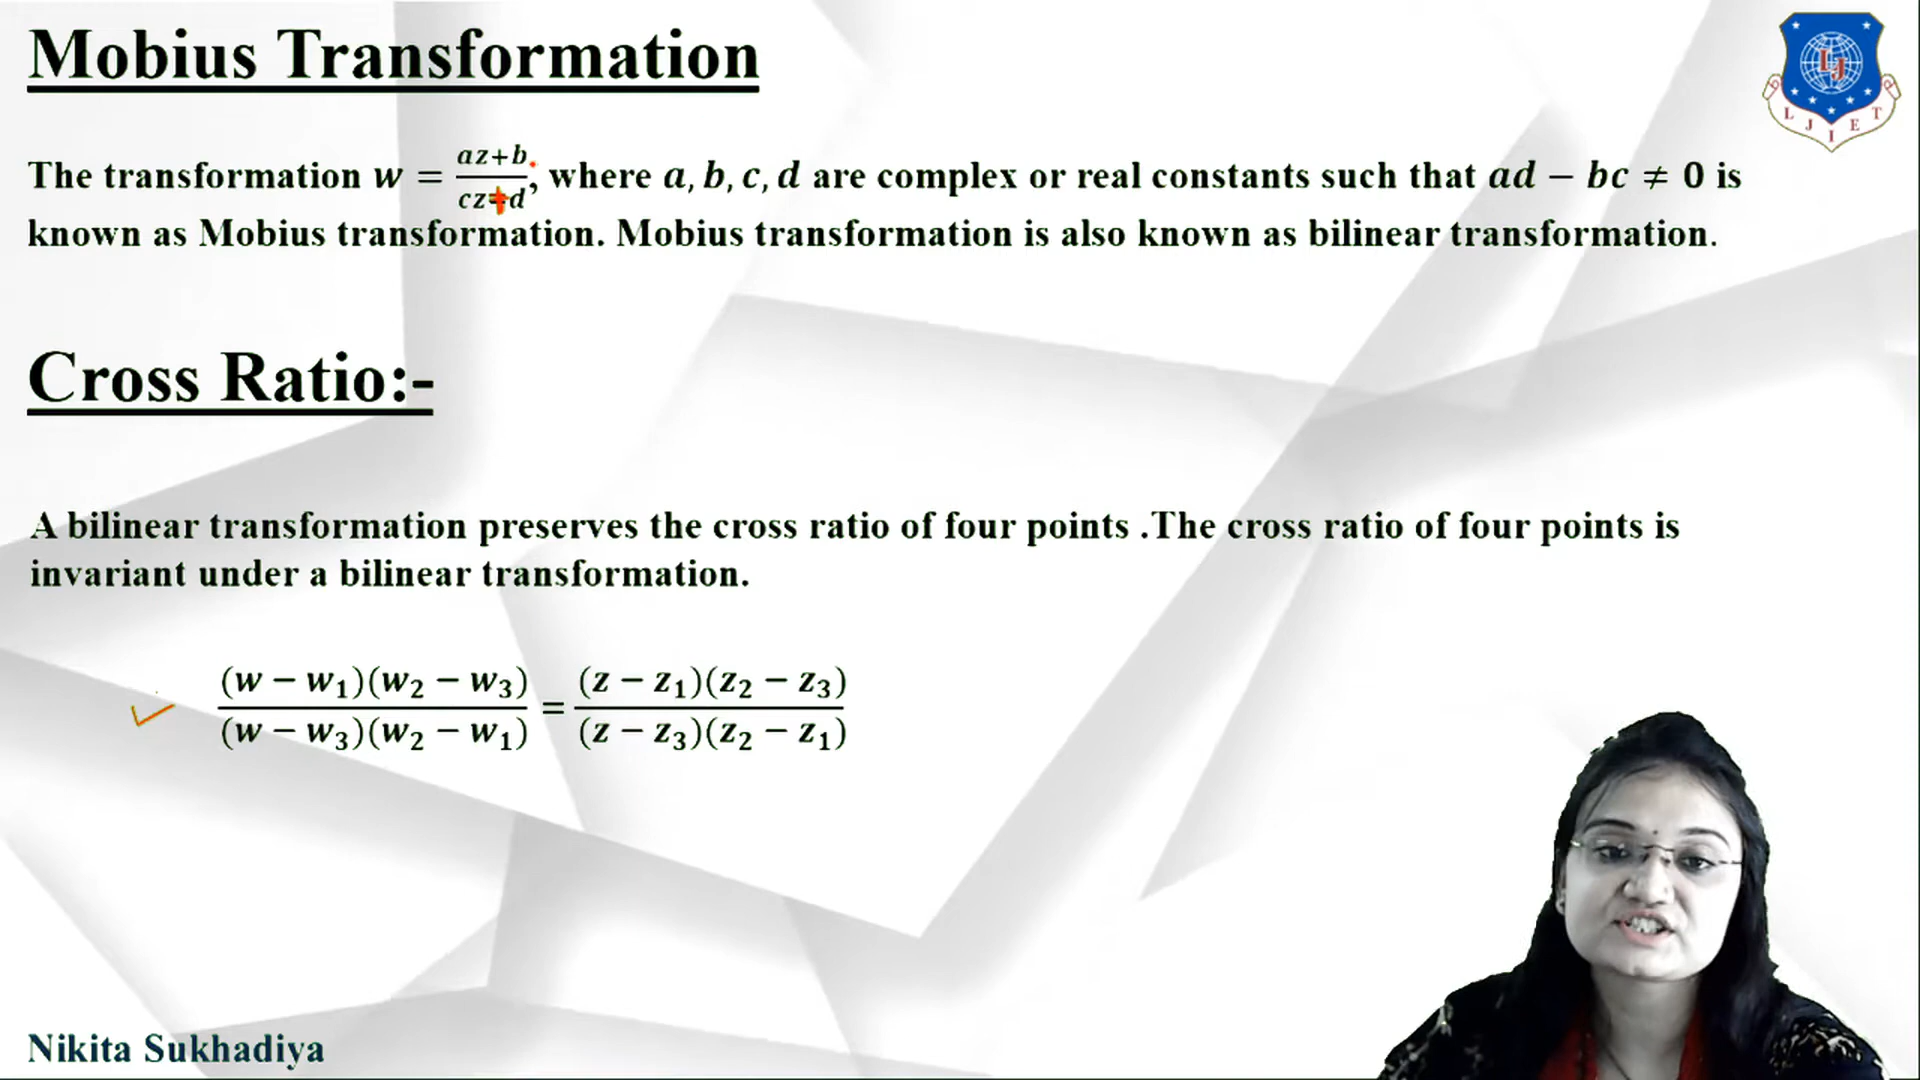 Mobius Transformation
LJ
L J I E T
The transformation w = az+b/cz+d, where a, b, c, d are complex or real constants such that ad − bc ≠ 0 is
known as Mobius transformation. Mobius transformation is also known as bilinear transformation.
Cross Ratio:-
A bilinear transformation preserves the cross ratio of four points .The cross ratio of four points is
invariant under a bilinear transformation.
(w − w₁)(w₂ − w₃)/(w − w₃)(w₂ − w₁) = (z − z₁)(z₂ − z₃)/(z − z₃)(z₂ − z₁)
Nikita Sukhadiya